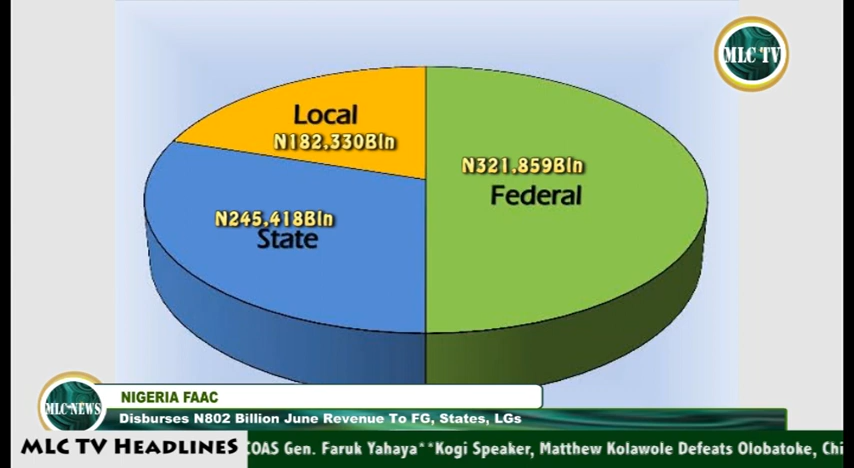 MLC TV
Local
N182,330Bln
N321,859Bln
Federal
N245,418Bln
State
NIGERIA FAAC
MLC NEWS
Disburses N802 Billion June Revenue To FG, States, LGs
MLC TV HEADLINES
COAS Gen. Faruk Yahaya**Kogi Speaker, Matthew Kolawole Defeats Olobatoke, Chi